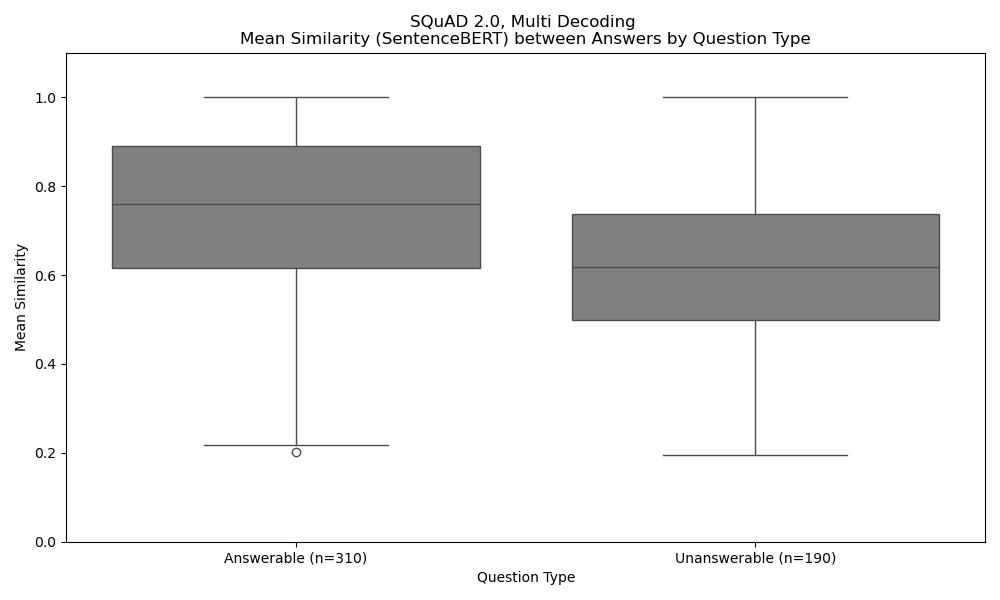 SQuAD 2.0, Multi Decoding
Mean Similarity (SentenceBERT) between Answers by Question Type
1.0
0.8
0.6
0.4
0.2
0.0
Mean Similarity
Answerable (n=310)
Unanswerable (n=190)
Question Type